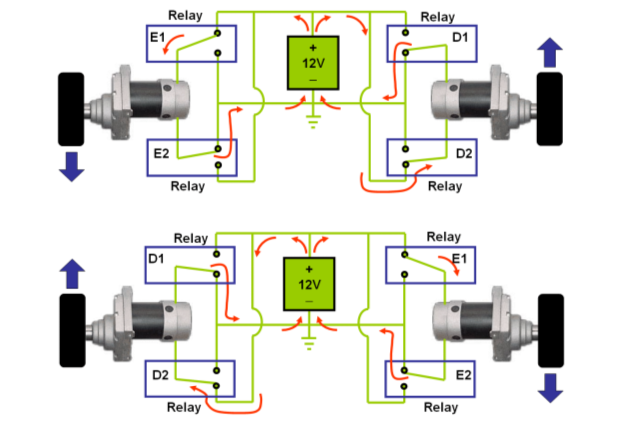 Relay
Relay
E1
D1
+
12V
–
E2
D2
Relay
Relay
Relay
Relay
D1
E1
+
12V
–
D2
E2
Relay
Relay